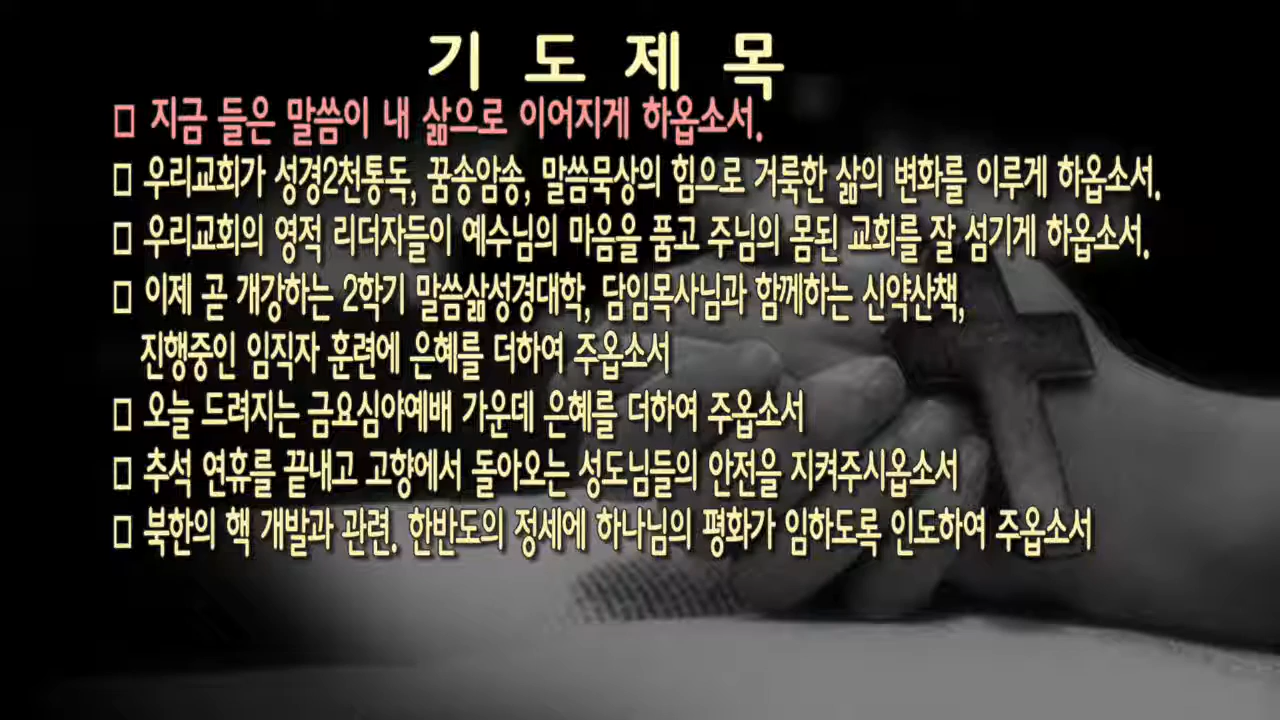 기 도 제 목
▯ 지금 들은 말씀이 내 삶으로 이어지게 하옵소서.
▯ 우리교회가 성경2천통독, 꿈송암송, 말씀묵상의 힘으로 거룩한 삶의 변화를 이루게 하옵소서.
▯ 우리교회의 영적 리더자들이 예수님의 마음을 품고 주님의 몸된 교회를 잘 섬기게 하옵소서.
▯ 이제 곧 개강하는 2학기 말씀삶성경대학, 담임목사님과 함께하는 신약산책,
진행중인 임직자 훈련에 은혜를 더하여 주옵소서
▯ 오늘 드려지는 금요심야예배 가운데 은혜를 더하여 주옵소서
▯ 추석 연휴를 끝내고 고향에서 돌아오는 성도님들의 안전을 지켜주시옵소서
▯ 북한의 핵 개발과 관련. 한반도의 정세에 하나님의 평화가 임하도록 인도하여 주옵소서